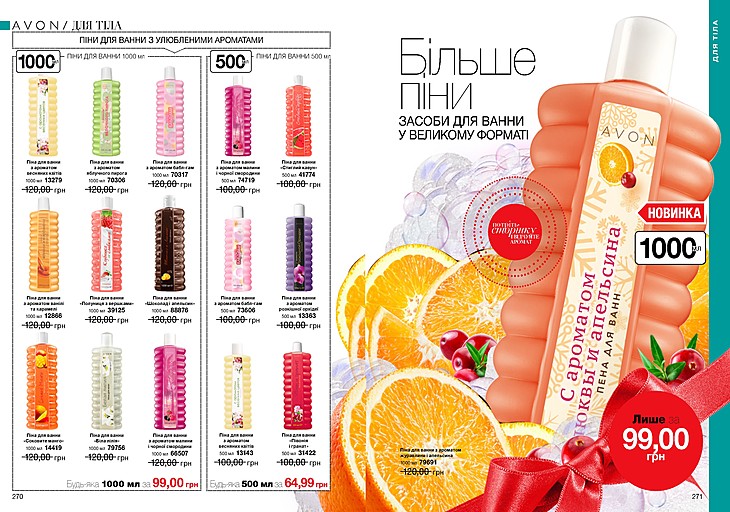 AVON / ДЛЯ ТІЛА
ПІНИ ДЛЯ ВАННИ З УЛЮБЛЕНИМИ АРОМАТАМИ
1000 мл
ПІНИ ДЛЯ ВАННИ 1000 мл
500 мл
ПІНИ ДЛЯ ВАННИ 500 мл
Піна для ванни
з ароматом
весняних квітів
1000 мл 13279
120,00 грн
Піна для ванни
з ароматом
яблучного пирога
1000 мл 70306
120,00 грн
Піна для ванни
з ароматом бабл-гам
1000 мл 70317
120,00 грн
Піна для ванни
з ароматом малини
і чорної смородини
500 мл 74719
100,00 грн
Піна для ванни
«Стиглий кавун»
500 мл 41774
100,00 грн
Піна для ванни
з ароматом ванілі
та карамелі
1000 мл 12866
120,00 грн
Піна для ванни
«Полуниця з вершками»
1000 мл 39125
120,00 грн
Піна для ванни
«Шоколад і апельсин»
1000 мл 88876
120,00 грн
Піна для ванни
з ароматом бабл-гам
500 мл 73606
100,00 грн
Піна для ванни
з ароматом
розкішної орхідеї
500 мл 13363
100,00 грн
Піна для ванни
«Соковите манго»
1000 мл 14419
120,00 грн
Піна для ванни
«Біла лілія»
1000 мл 79756
120,00 грн
Піна для ванни
з ароматом малини
і чорної смородини
1000 мл 66507
120,00 грн
Піна для ванни
з ароматом
весняних квітів
500 мл 13143
100,00 грн
Піна для ванни
«Півонія
і гранат»
500 мл 31422
100,00 грн
Будь-яка 1000 мл за 99,00 грн
Будь-яка 500 мл за 64,99 грн
270
Більше
піни
ЗАСОБИ ДЛЯ ВАННИ
У ВЕЛИКОМУ ФОРМАТІ
ДЛЯ ТІЛА
AVON
ПОТРІТЬ
сторінку
І ВІДЧУЙТЕ
АРОМАТ
НОВИНКА
1000 мл
С ароматом
клюквы и апельсина
ПЕНА ДЛЯ ВАНН
Піна для ванни з ароматом
журавлини і апельсина
1000 мл 79691
120,00 грн
Лише за
99,00
грн
271